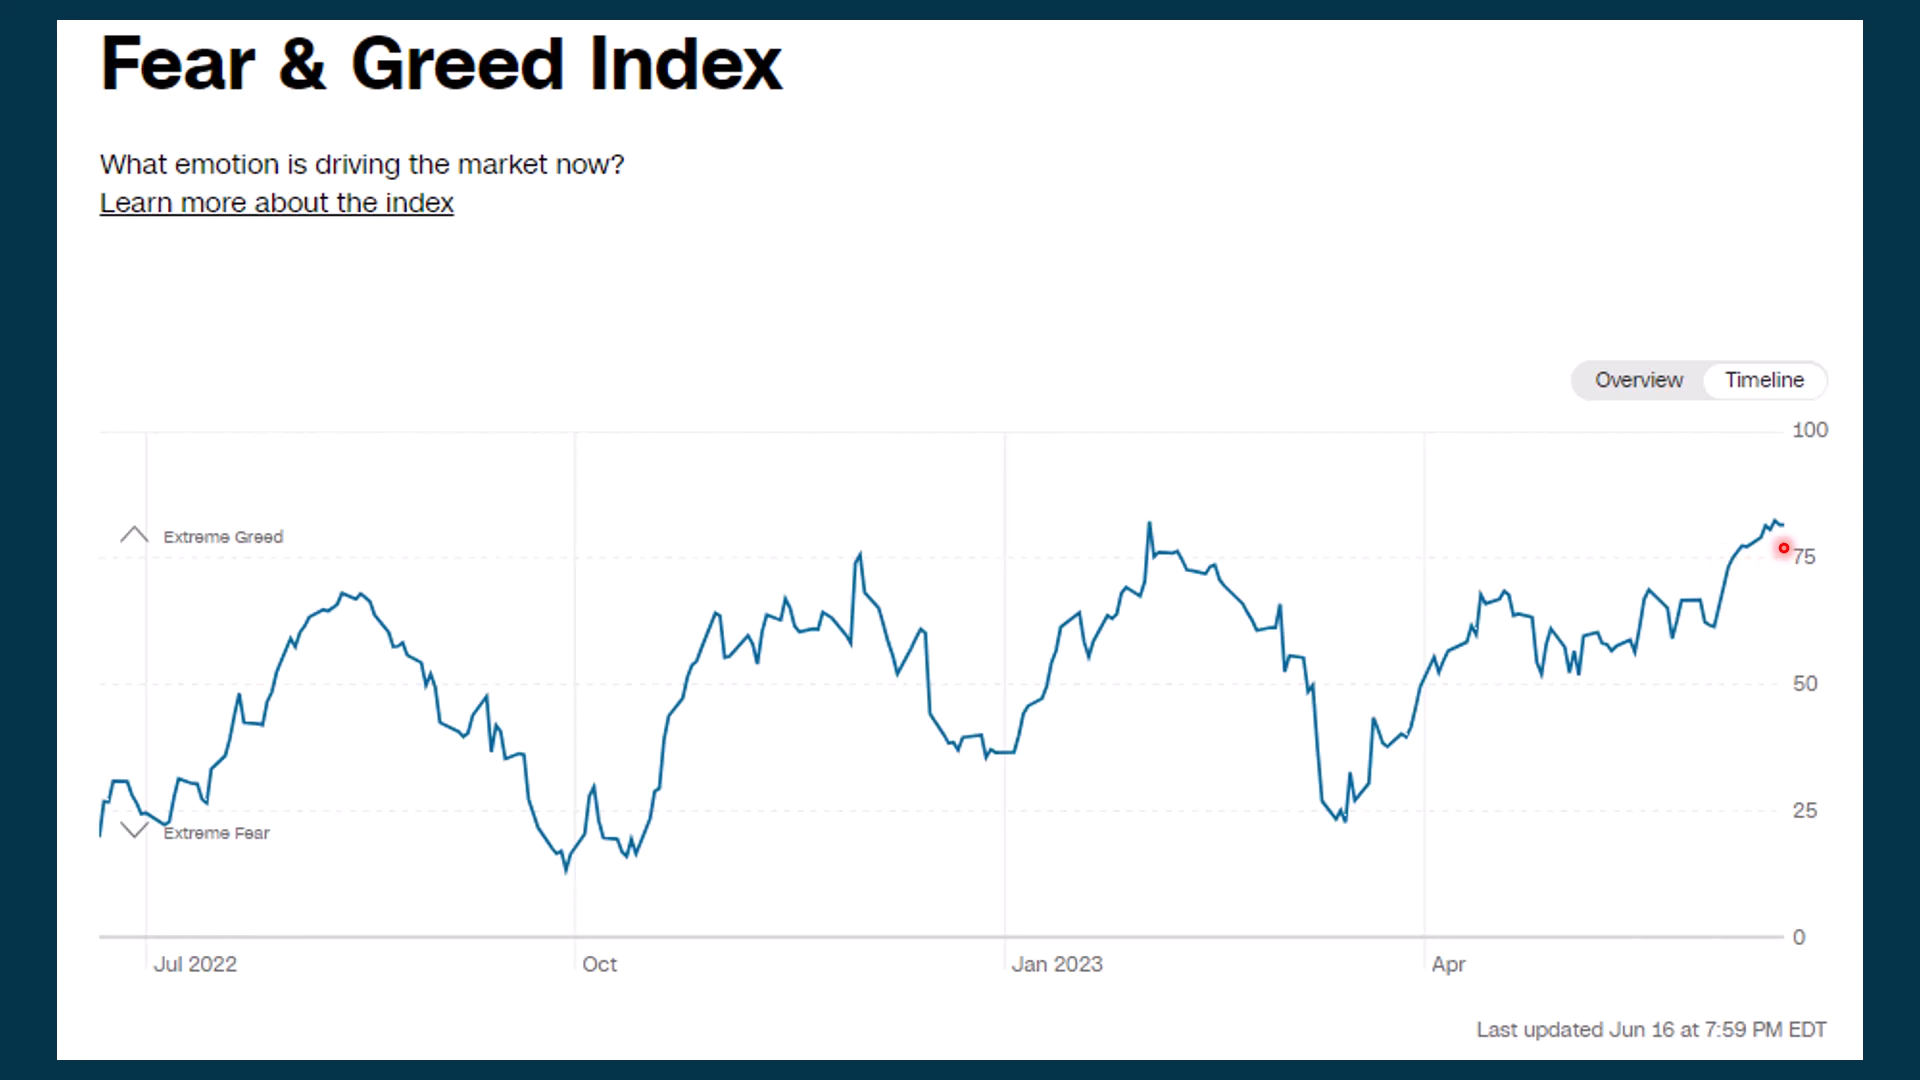 Fear & Greed Index
What emotion is driving the market now?
Learn more about the index
Overview
Timeline
100
Extreme Greed
75
50
25
Extreme Fear
0
Jul 2022
Oct
Jan 2023
Apr
Last updated Jun 16 at 7:59 PM EDT